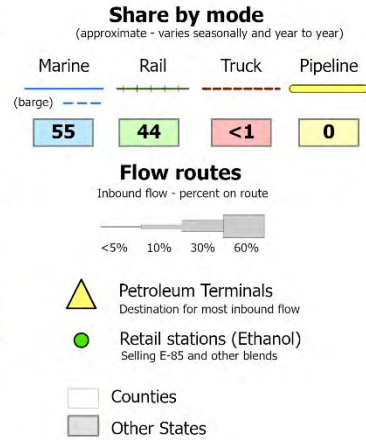 Share by mode
(approximate - varies seasonally and year to year)
Marine Rail Truck Pipeline
(barge)
55 44 <1 0
Flow routes
Inbound flow - percent on route
<5% 10% 30% 60%
Petroleum Terminals
Destination for most inbound flow
Retail stations (Ethanol)
Selling E-85 and other blends
Counties
Other States